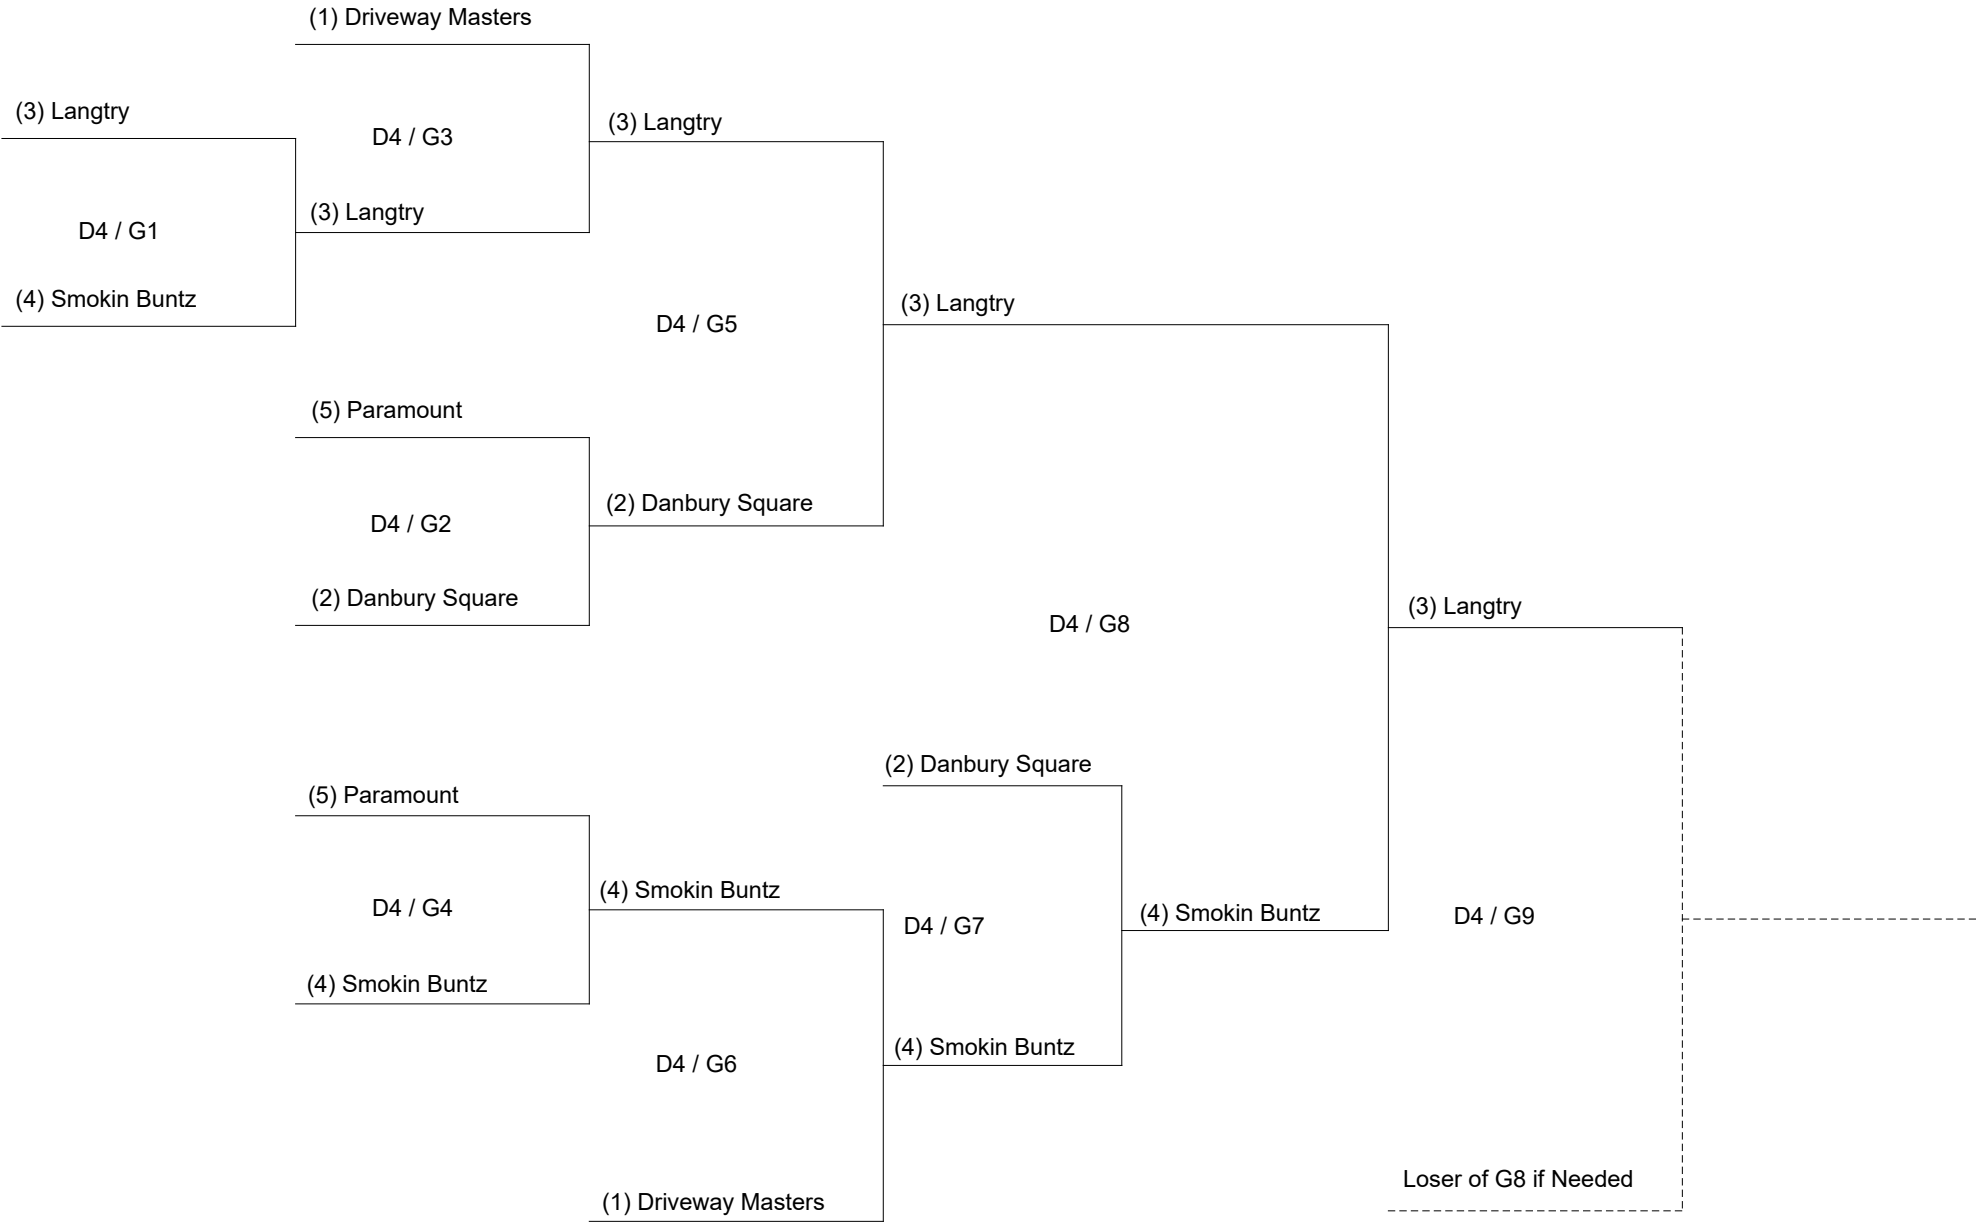 (1) Driveway Masters
(3) Langtry
D4 / G3
(3) Langtry
D4 / G1
(3) Langtry
(4) Smokin Buntz
D4 / G5
(3) Langtry
(5) Paramount
D4 / G2
(2) Danbury Square
(2) Danbury Square
D4 / G8
(3) Langtry
(2) Danbury Square
(5) Paramount
D4 / G4
(4) Smokin Buntz
D4 / G7
(4) Smokin Buntz
D4 / G9
(4) Smokin Buntz
D4 / G6
(4) Smokin Buntz
(1) Driveway Masters
Loser of G8 if Needed